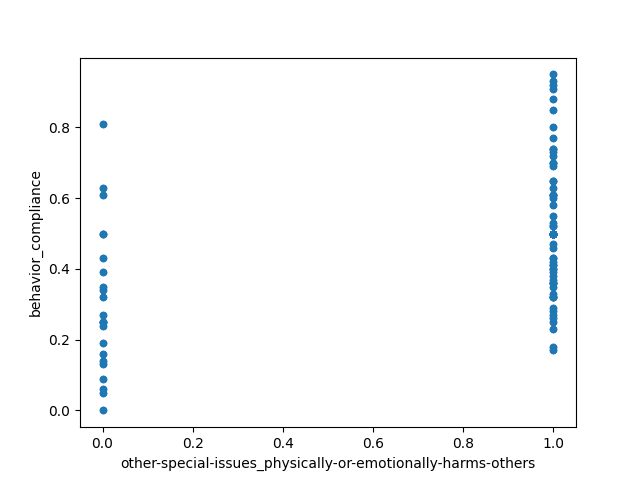 behavior_compliance
0.8
0.6
0.4
0.2
0.0
0.0 0.2 0.4 0.6 0.8 1.0
other-special-issues_physically-or-emotionally-harms-others